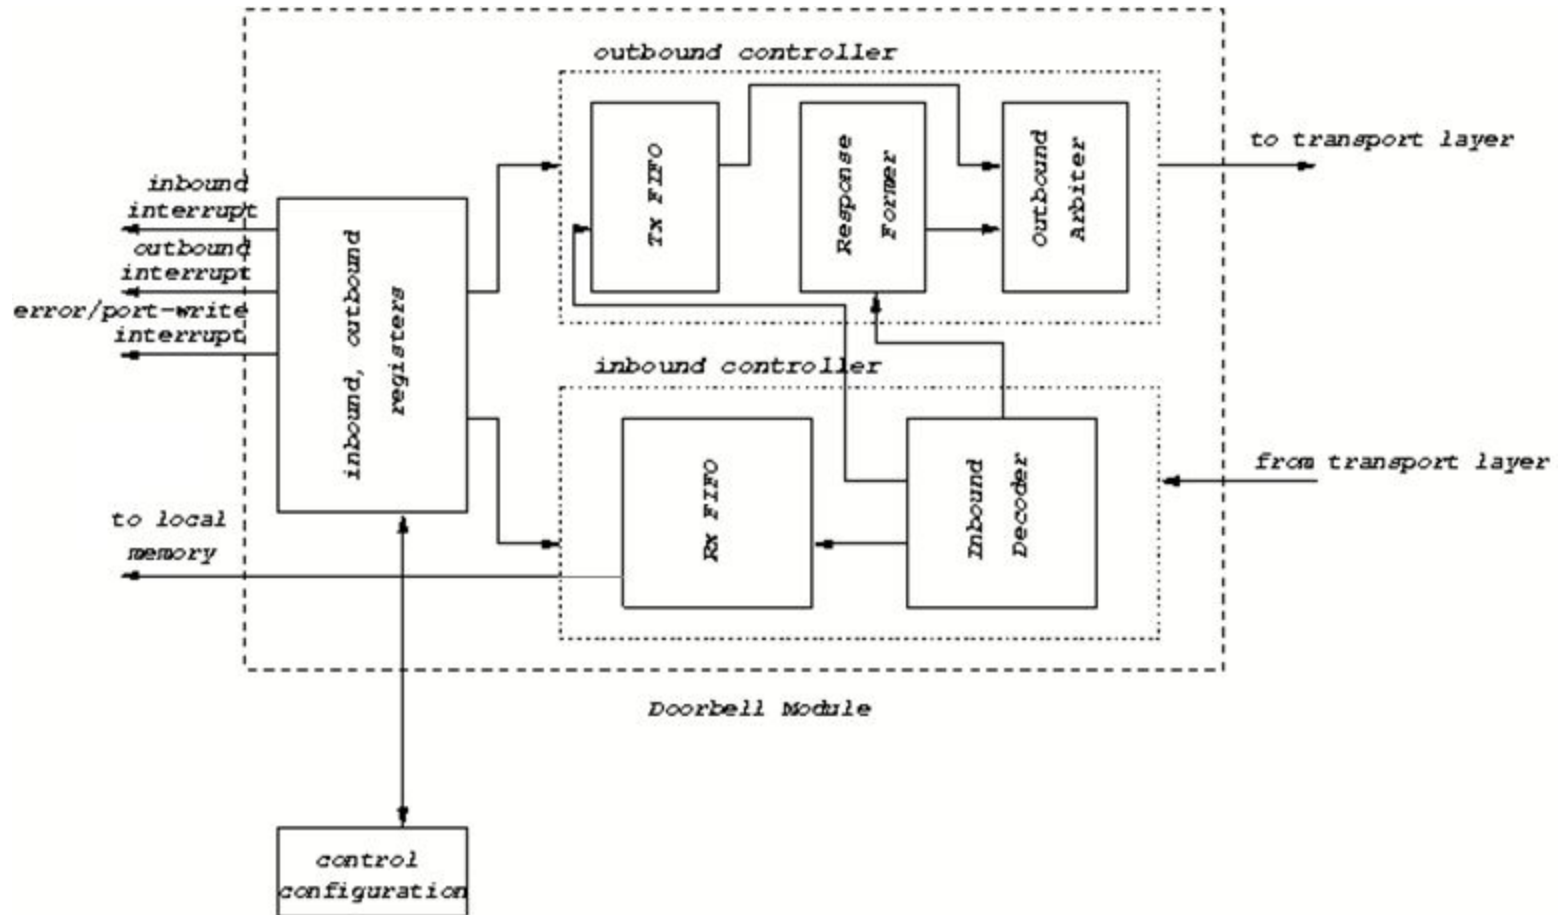 outbound controller
Tx FIFO
Response
Former
Outbound
Arbiter
to transport layer
inbound
interrupt
outbound
interrupt
error/port-write
interrupt
inbound, outbound
registers
inbound controller
Rx FIFO
Inbound
Decoder
from transport layer
to local
memory
Doorbell Module
control
configuration